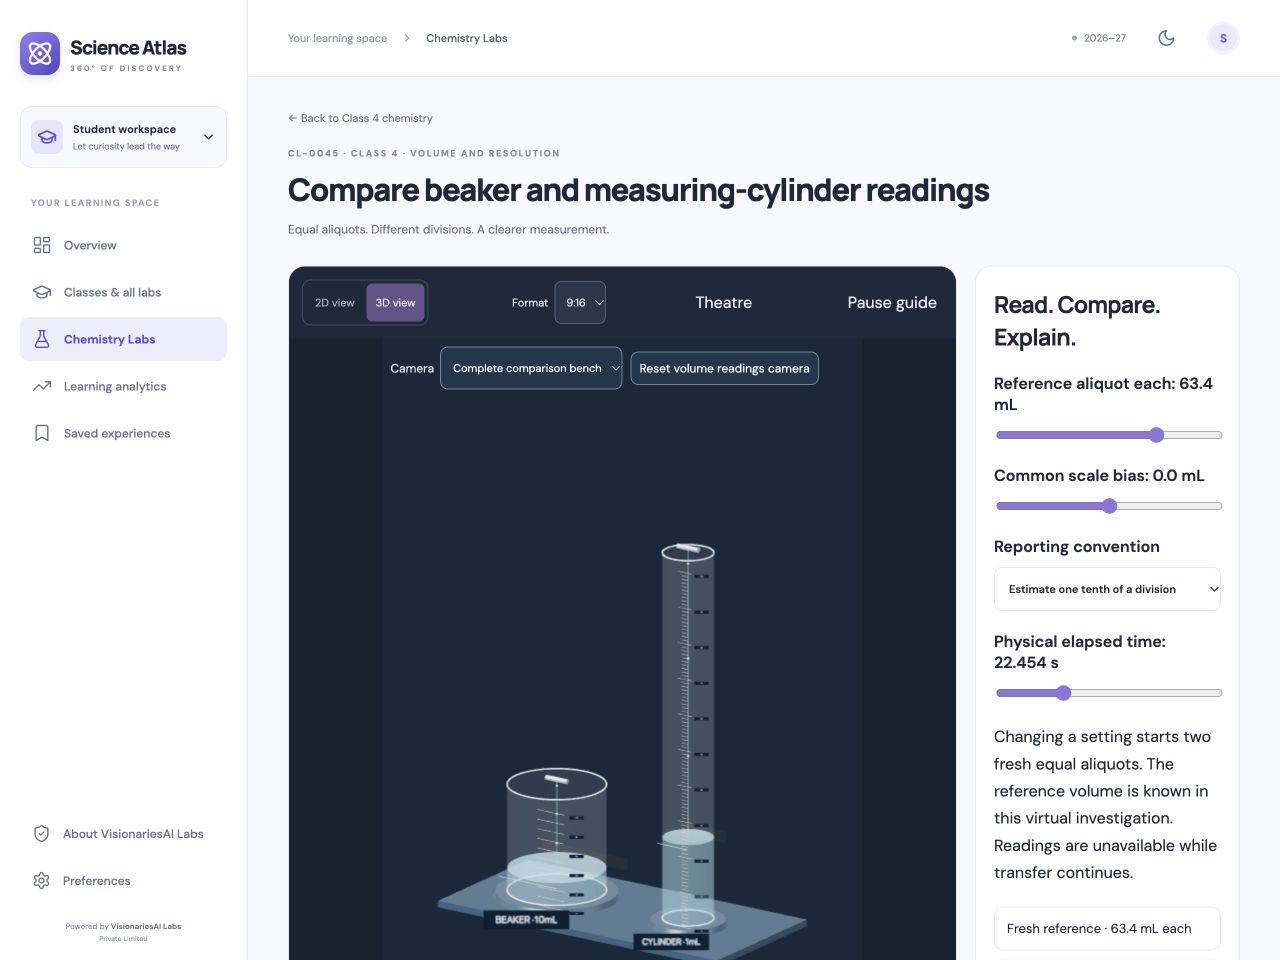 Science Atlas
360° OF DISCOVERY
Student workspace
Let curiosity lead the way
YOUR LEARNING SPACE
Overview
Classes & all labs
Chemistry Labs
Learning analytics
Saved experiences
About VisionariesAI Labs
Preferences
Powered by VisionariesAI Labs
Private Limited
Your learning space
Chemistry Labs
2026–27
S
← Back to Class 4 chemistry
CL-0045 · CLASS 4 · VOLUME AND RESOLUTION
Compare beaker and measuring-cylinder readings
Equal aliquots. Different divisions. A clearer measurement.
2D view
3D view
Format
9:16
Theatre
Pause guide
Camera
Complete comparison bench
Reset volume readings camera
BEAKER ·10mL
CYLINDER ·1mL
Read. Compare.
Explain.
Reference aliquot each: 63.4
mL
Common scale bias: 0.0 mL
Reporting convention
Estimate one tenth of a division
Physical elapsed time:
22.454 s
Changing a setting starts two
fresh equal aliquots. The
reference volume is known in
this virtual investigation.
Readings are unavailable while
transfer continues.
Fresh reference · 63.4 mL each